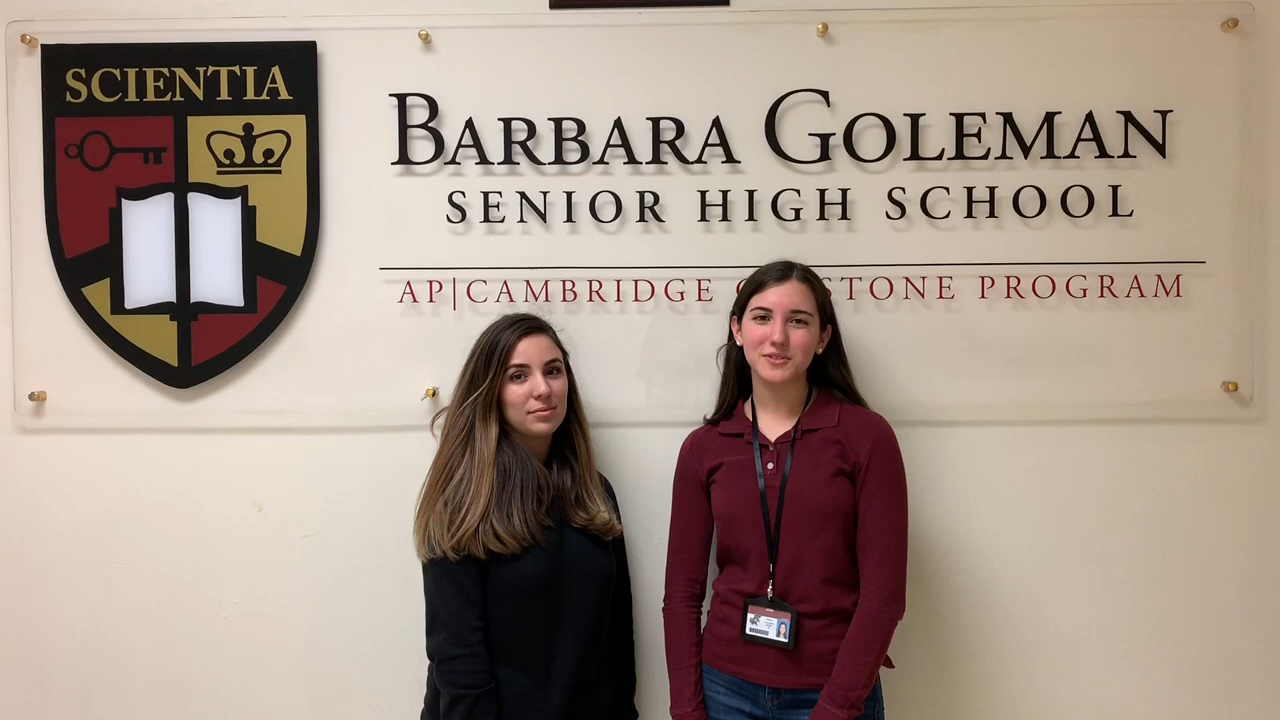 SCIENTIA
BARBARA GOLEMAN
SENIOR HIGH SCHOOL
AP|CAMBRIDGE STONE PROGRAM